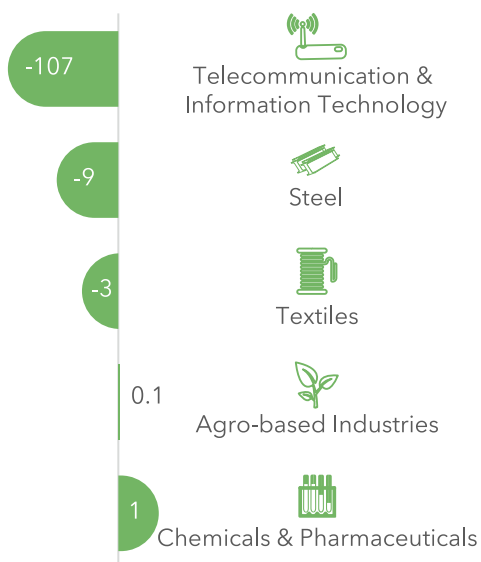 -107
Telecommunication &
Information Technology
-9
Steel
-3
Textiles
0.1
Agro-based Industries
1
Chemicals & Pharmaceuticals